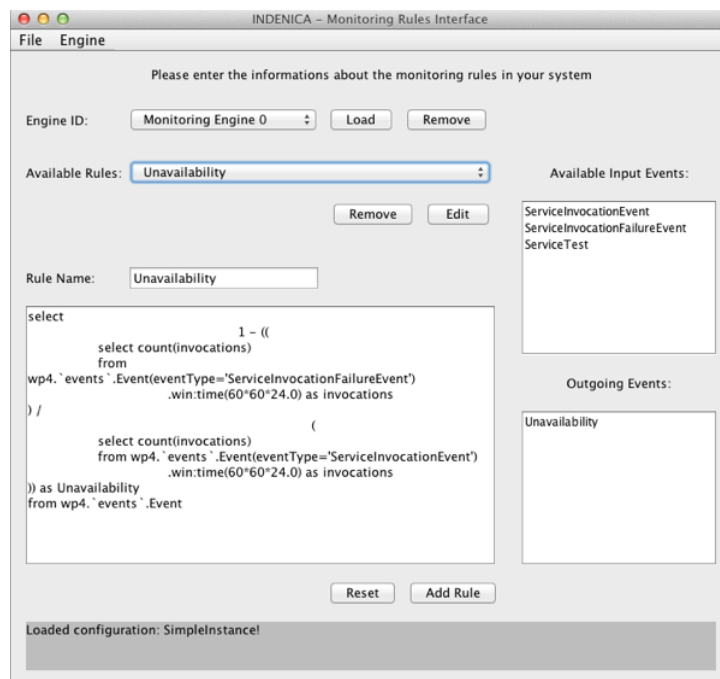 INDENICA – Monitoring Rules Interface
File Engine
Please enter the informations about the monitoring rules in your system
Engine ID: Monitoring Engine 0 Load Remove
Available Rules: Unavailability Available Input Events:
Remove Edit
ServiceInvocationEvent
ServiceInvocationFailureEvent
ServiceTest
Rule Name: Unavailability
select
1 – ((
select count(invocations)
from
wp4.`events`.Event(eventType='ServiceInvocationFailureEvent')
.win:time(60*60*24.0) as invocations
) /
(
select count(invocations)
from wp4.`events`.Event(eventType='ServiceInvocationEvent')
.win:time(60*60*24.0) as invocations
)) as Unavailability
from wp4.`events`.Event
Outgoing Events:
Unavailability
Reset Add Rule
Loaded configuration: SimpleInstance!